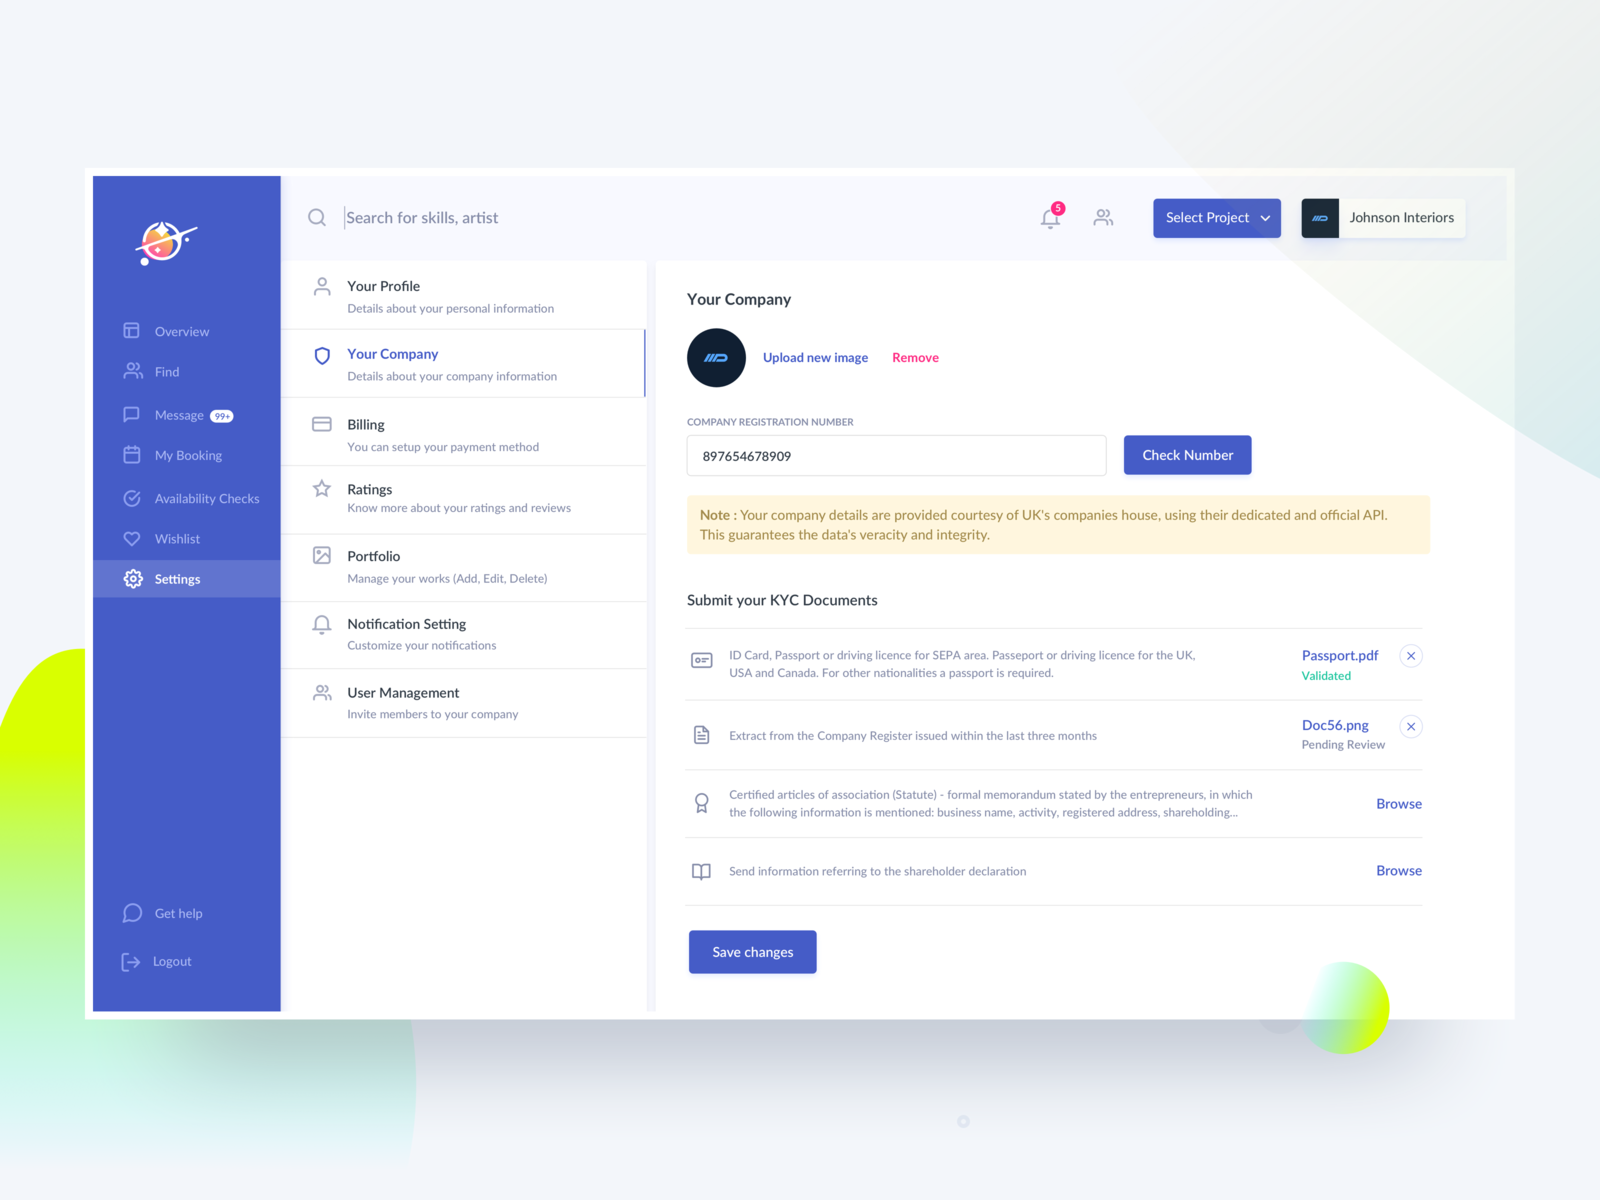 Search for skills, artist
5
Select Project
Johnson Interiors
Overview
Find
Message 99+
My Booking
Availability Checks
Wishlist
Settings
Get help
Logout
Your Profile
Details about your personal information
Your Company
Details about your company information
Billing
You can setup your payment method
Ratings
Know more about your ratings and reviews
Portfolio
Manage your works (Add, Edit, Delete)
Notification Setting
Customize your notifications
User Management
Invite members to your company
Your Company
Upload new image
Remove
COMPANY REGISTRATION NUMBER
897654678909
Check Number
Note : Your company details are provided courtesy of UK's companies house, using their dedicated and official API.
This guarantees the data's veracity and integrity.
Submit your KYC Documents
ID Card, Passport or driving licence for SEPA area. Passeport or driving licence for the UK,
USA and Canada. For other nationalities a passport is required.
Passport.pdf
Validated
Extract from the Company Register issued within the last three months
Doc56.png
Pending Review
Certified articles of association (Statute) - formal memorandum stated by the entrepreneurs, in which
the following information is mentioned: business name, activity, registered address, shareholding...
Browse
Send information referring to the shareholder declaration
Browse
Save changes